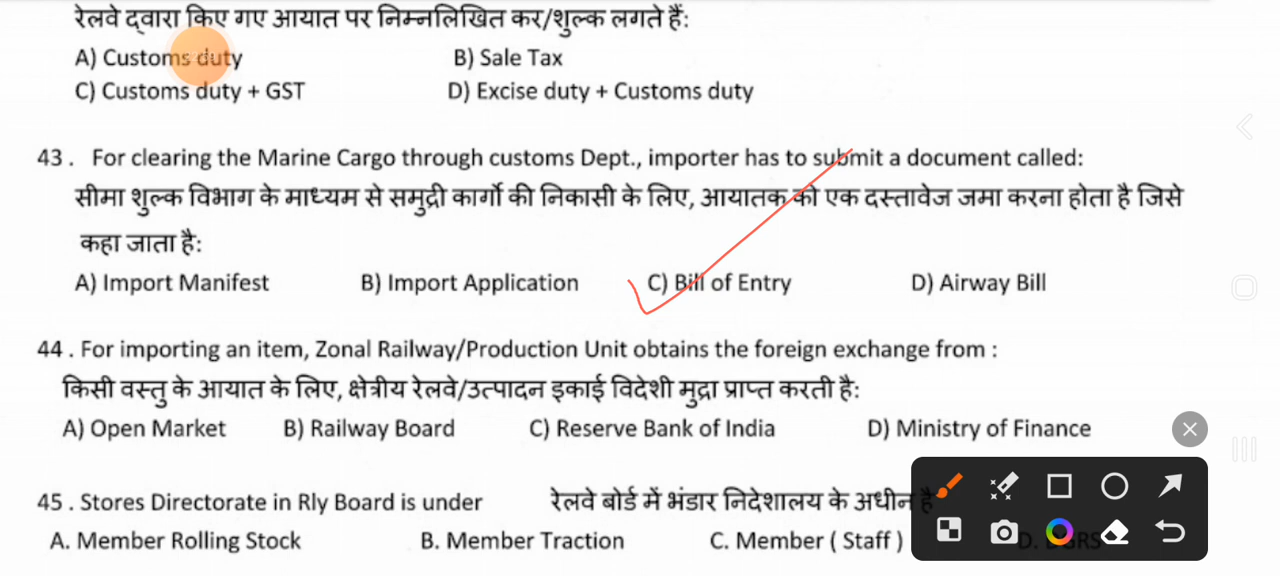 रेलवे द्वारा किए गए आयात पर निम्नलिखित कर/शुल्क लगते हैं:
A) Customs duty B) Sale Tax
C) Customs duty + GST D) Excise duty + Customs duty
43 . For clearing the Marine Cargo through customs Dept., importer has to submit a document called:
सीमा शुल्क विभाग के माध्यम से समुद्री कार्गो की निकासी के लिए, आयातक को एक दस्तावेज जमा करना होता है जिसे
कहा जाता है:
A) Import Manifest B) Import Application C) Bill of Entry D) Airway Bill
44 . For importing an item, Zonal Railway/Production Unit obtains the foreign exchange from :
किसी वस्तु के आयात के लिए, क्षेत्रीय रेलवे/उत्पादन इकाई विदेशी मुद्रा प्राप्त करती है:
A) Open Market B) Railway Board C) Reserve Bank of India D) Ministry of Finance
45 . Stores Directorate in Rly Board is under रेलवे बोर्ड में भंडार निदेशालय के अधीन है
A. Member Rolling Stock B. Member Traction C. Member ( Staff ) D.